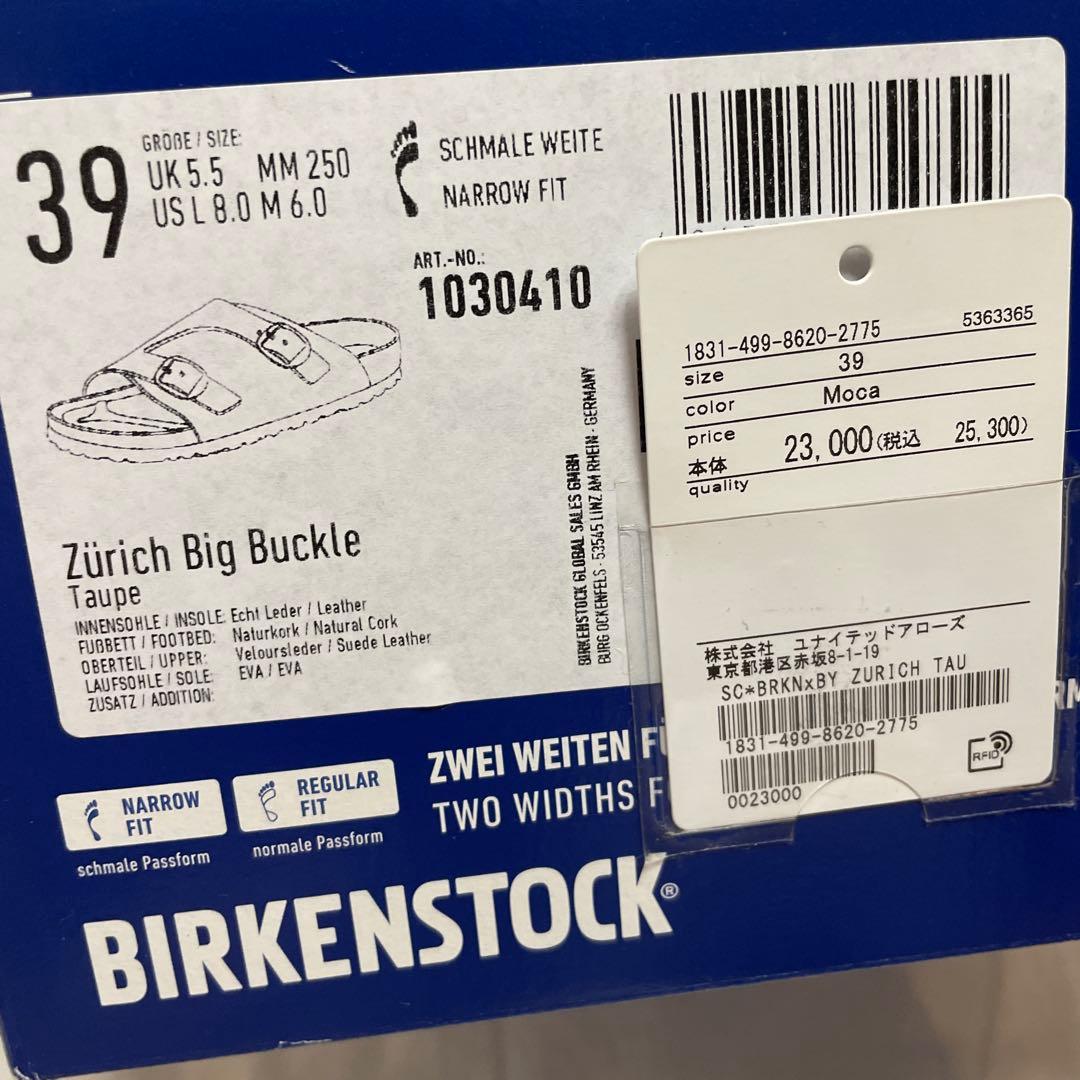 39
GRÖßE / SIZE:
UK 5.5 MM 250
US L 8.0 M 6.0
SCHMALE WEITE
NARROW FIT
ART.-NO.:
1030410
Zürich Big Buckle
Taupe
INNENSOHLE / INSOLE: Echt Leder / Leather
FUßBETT / FOOTBED: Naturkork / Natural Cork
OBERTEIL / UPPER: Veloursleder / Suede Leather
LAUFSOHLE / SOLE: EVA / EVA
ZUSATZ / ADDITION:
BIRKENSTOCK GLOBAL SALES GMBH
BURG OCKENFELS · 53545 LINZ AM RHEIN · GERMANY
1831-499-8620-2775 5363365
size 39
color Moca
price
本体 23,000(税込 25,300)
quality
株式会社 ユナイテッドアローズ
東京都港区赤坂8-1-19
SC*BRKNxBY ZURICH TAU
1831-499-8620-2775
RFID
0023000
NARROW
FIT
schmale Passform
REGULAR
FIT
normale Passform
ZWEI WEITEN
TWO WIDTHS
BIRKENSTOCK®